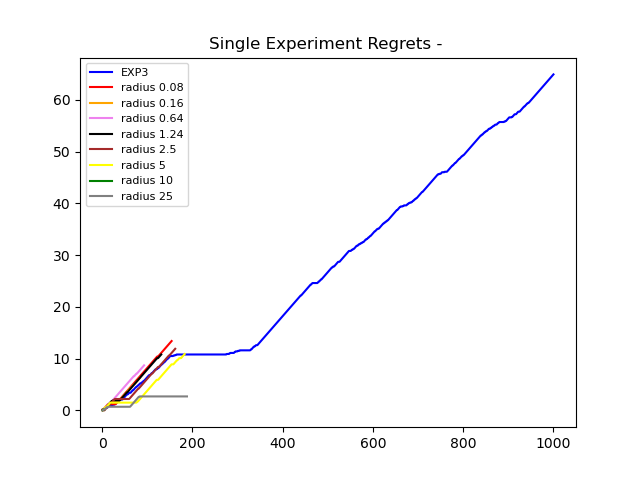 Single Experiment Regrets -
EXP3
radius 0.08
radius 0.16
radius 0.64
radius 1.24
radius 2.5
radius 5
radius 10
radius 25
60
50
40
30
20
10
0
0 200 400 600 800 1000